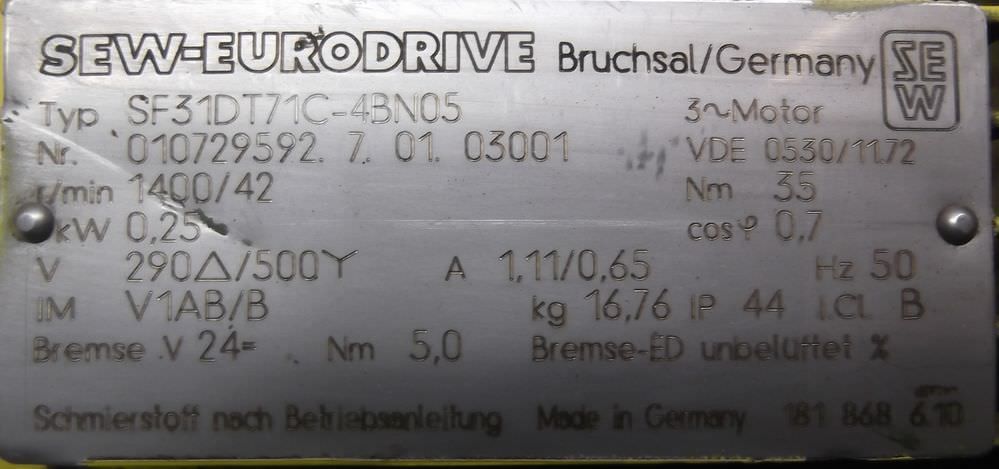 SEW-EURODRIVE Bruchsal/Germany SEW
Typ SF31DT71C-4BN05 3~Motor
Nr. 010729592. 7. 01. 03001 VDE 0530/11.72
r/min 1400/42 Nm 35
kW 0,25 cosφ 0,7
V 290△/500Y A 1,11/0,65 Hz 50
IM V1AB/B kg 16,76 IP 44 I.Cl. B
Bremse V 24= Nm 5,0 Bremse-ED unbelüftet %
Schmierstoff nach Betriebsanleitung Made in Germany 181 868 6.10